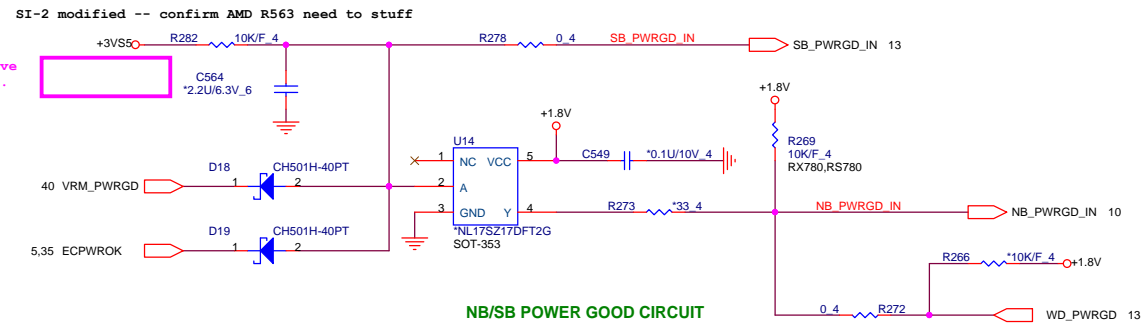 SI-2 modified -- confirm AMD R563 need to stuff
+3VS5
R282
10K/F_4
R278
0_4
SB_PWRGD_IN
SB_PWRGD_IN 13
ve
.
C564
*2.2U/6.3V_6
+1.8V
+1.8V
U14
R269
10K/F_4
RX780,RS780
1
NC
VCC
5
C549
*0.1U/10V_4
D18
CH501H-40PT
40 VRM_PWRGD
1
2
2
A
3
GND
Y
4
R273
*33_4
NB_PWRGD_IN
NB_PWRGD_IN 10
*NL17SZ17DFT2G
SOT-353
D19
CH501H-40PT
5,35 ECPWROK
1
2
R266
*10K/F_4
+1.8V
NB/SB POWER GOOD CIRCUIT
0_4
R272
WD_PWRGD 13